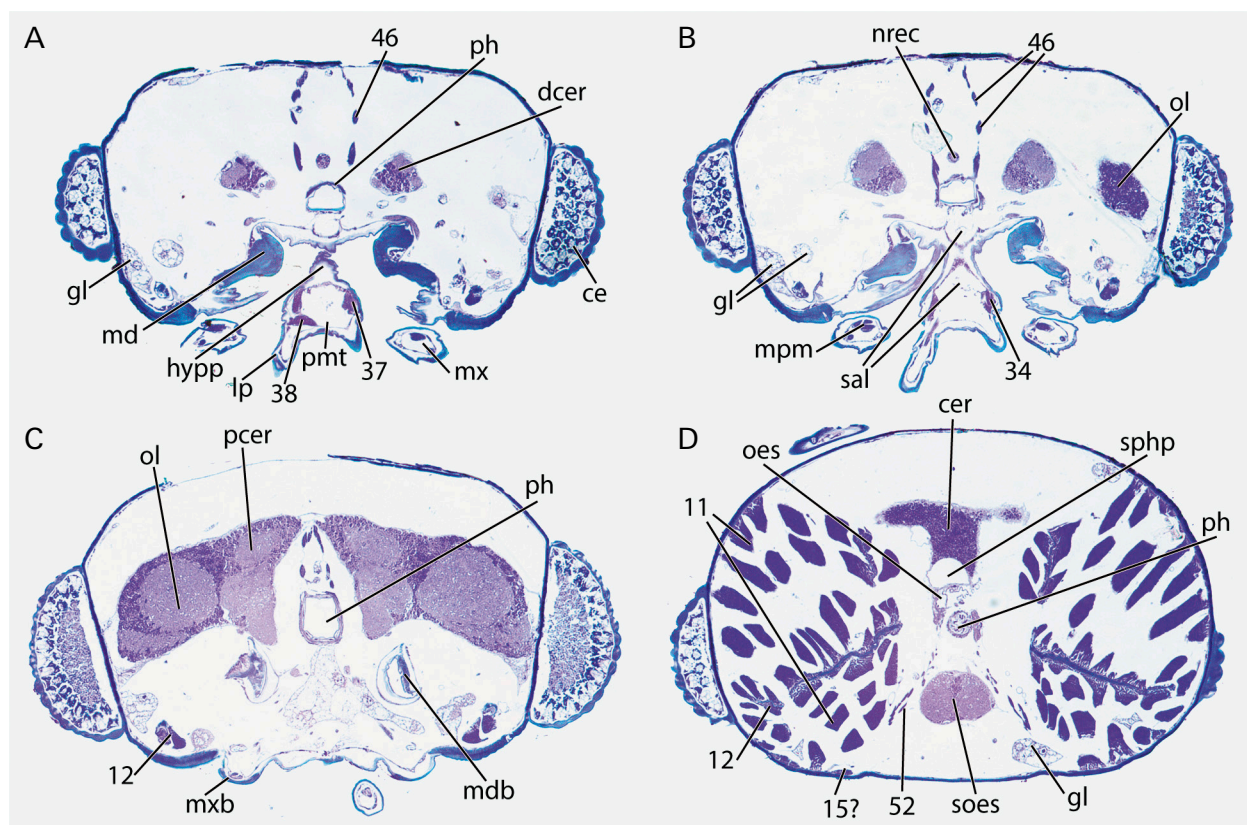 A
46
ph
dcer
gl
md
hypp
lp
38
pmt
37
mx
ce
B
nrec
46
ol
gl
mpm
sal
34
C
ol
pcer
ph
12
mxb
mdb
D
cer
oes
sphp
11
ph
12
15?
52
soes
gl